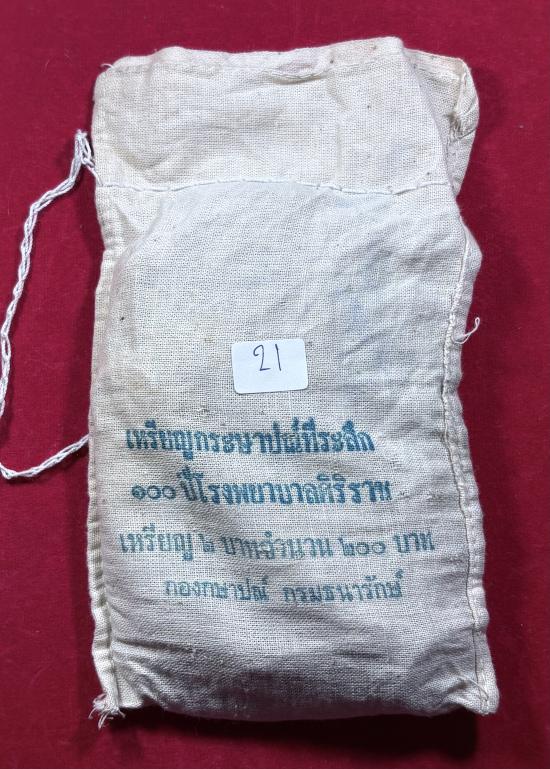 21
เหรียญกระษาปณ์ที่ระลึก
๑๐๐ ปีโรงพยาบาลศิริราช
เหรียญ ๒ บาทจำนวน ๒๐๐ บาท
กองกษาปณ์ กรมธนารักษ์